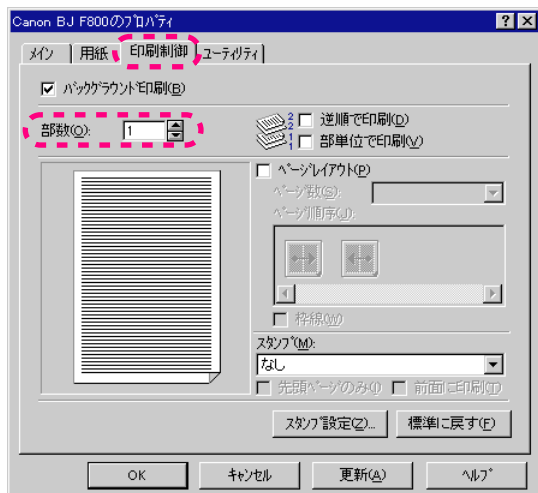 Canon BJ F800のﾌﾟﾛﾊﾟﾃｨ
ﾒｲﾝ 用紙 印刷制御 ﾕｰﾃｨﾘﾃｨ
ﾊﾞｯｸｸﾞﾗｳﾝﾄﾞ印刷(B)
部数(O): 1
2 逆順で印刷(D)
1 部単位で印刷(V)
ﾍﾟｰｼﾞﾚｲｱｳﾄ(P)
ﾍﾟｰｼﾞ数(S):
ﾍﾟｰｼﾞ順序(J):
枠線(W)
ｽﾀﾝﾌﾟ(M):
なし
先頭ﾍﾟｰｼﾞのみ(I) 前面に印刷(T)
ｽﾀﾝﾌﾟ設定(Z)... 標準に戻す(F)
OK ｷｬﾝｾﾙ 更新(A) ﾍﾙﾌﾟ